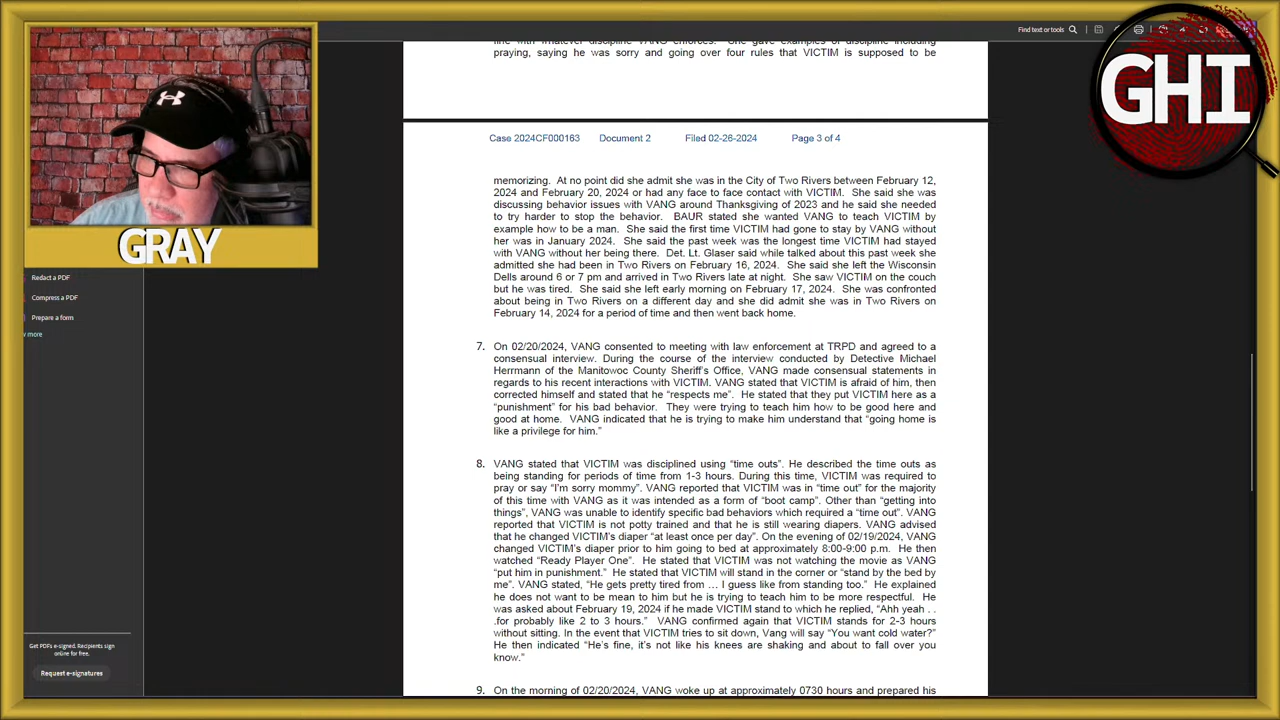 line with whatever discipline VANG enforces. She gave examples of discipline including
praying, saying he was sorry and going over four rules that VICTIM is supposed to be
Find text or tools
GHI
GRAY
Case 2024CF000163 Document 2 Filed 02-26-2024 Page 3 of 4
memorizing. At no point did she admit she was in the City of Two Rivers between February 12,
2024 and February 20, 2024 or had any face to face contact with VICTIM. She said she was
discussing behavior issues with VANG around Thanksgiving of 2023 and he said she needed
to try harder to stop the behavior. BAUR stated she wanted VANG to teach VICTIM by
example how to be a man. She said the first time VICTIM had gone to stay by VANG without
her was in January 2024. She said the past week was the longest time VICTIM had stayed
with VANG without her being there. Det. Lt. Glaser said while talked about this past week she
admitted she had been in Two Rivers on February 16, 2024. She said she left the Wisconsin
Dells around 6 or 7 pm and arrived in Two Rivers late at night. She saw VICTIM on the couch
but he was tired. She said she left early morning on February 17, 2024. She was confronted
about being in Two Rivers on a different day and she did admit she was in Two Rivers on
February 14, 2024 for a period of time and then went back home.
7. On 02/20/2024, VANG consented to meeting with law enforcement at TRPD and agreed to a
consensual interview. During the course of the interview conducted by Detective Michael
Herrmann of the Manitowoc County Sheriff's Office, VANG made consensual statements in
regards to his recent interactions with VICTIM. VANG stated that VICTIM is afraid of him, then
corrected himself and stated that he "respects me". He stated that they put VICTIM here as a
"punishment" for his bad behavior. They were trying to teach him how to be good here and
good at home. VANG indicated that he is trying to make him understand that "going home is
like a privilege for him."
8. VANG stated that VICTIM was disciplined using "time outs". He described the time outs as
being standing for periods of time from 1-3 hours. During this time, VICTIM was required to
pray or say "I'm sorry mommy". VANG reported that VICTIM was in "time out" for the majority
of this time with VANG as it was intended as a form of "boot camp". Other than "getting into
things", VANG was unable to identify specific bad behaviors which required a "time out". VANG
reported that VICTIM is not potty trained and that he is still wearing diapers. VANG advised
that he changed VICTIM's diaper "at least once per day". On the evening of 02/19/2024, VANG
changed VICTIM's diaper prior to him going to bed at approximately 8:00-9:00 p.m. He then
watched "Ready Player One". He stated that VICTIM was not watching the movie as VANG
"put him in punishment." He stated that VICTIM will stand in the corner or "stand by the bed by
me". VANG stated, "He gets pretty tired from … I guess like from standing too." He explained
he does not want to be mean to him but he is trying to teach him to be more respectful. He
was asked about February 19, 2024 if he made VICTIM stand to which he replied, "Ahh yeah . .
.for probably like 2 to 3 hours." VANG confirmed again that VICTIM stands for 2-3 hours
without sitting. In the event that VICTIM tries to sit down, Vang will say "You want cold water?"
He then indicated "He's fine, it's not like his knees are shaking and about to fall over you
know."
9. On the morning of 02/20/2024, VANG woke up at approximately 0730 hours and prepared his
Redact a PDF
Compress a PDF
Prepare a form
more
Get PDFs e-signed. Recipients sign
online for free.
Request e-signatures